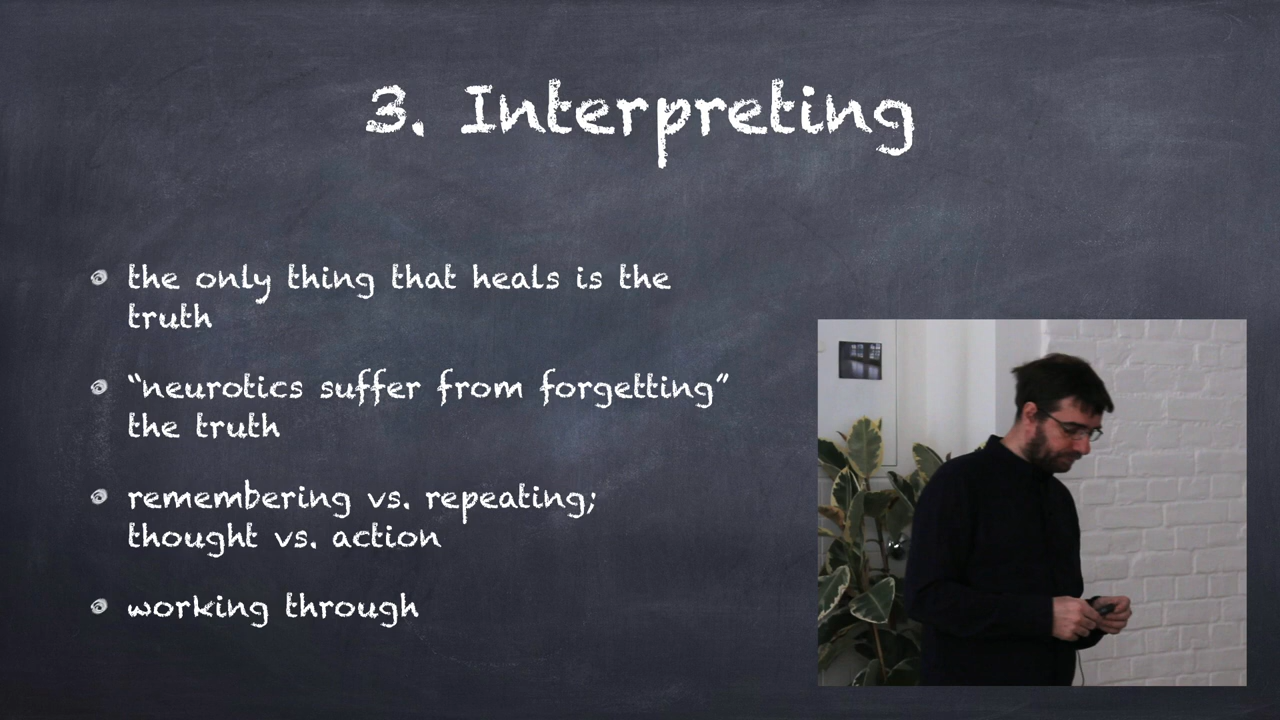 3. Interpreting
the only thing that heals is the
truth
“neurotics suffer from forgetting”
the truth
remembering vs. repeating;
thought vs. action
working through